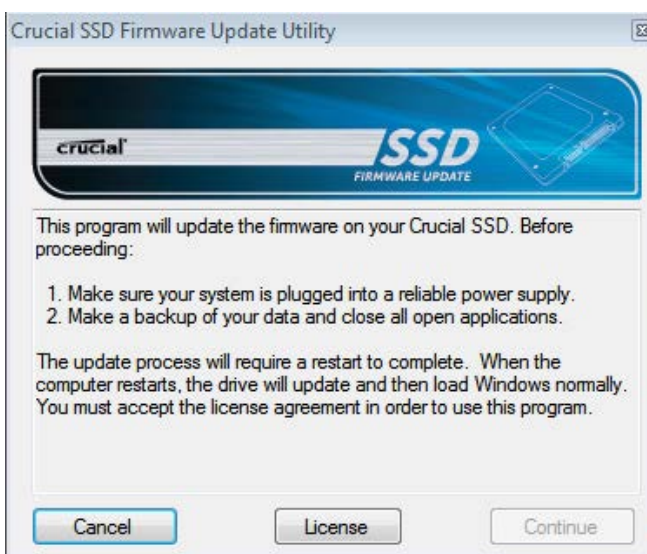 Crucial SSD Firmware Update Utility
crucial
SSD
FIRMWARE UPDATE
This program will update the firmware on your Crucial SSD. Before
proceeding:
1. Make sure your system is plugged into a reliable power supply.
2. Make a backup of your data and close all open applications.
The update process will require a restart to complete.  When the
computer restarts, the drive will update and then load Windows normally.
You must accept the license agreement in order to use this program.
Cancel
License
Continue